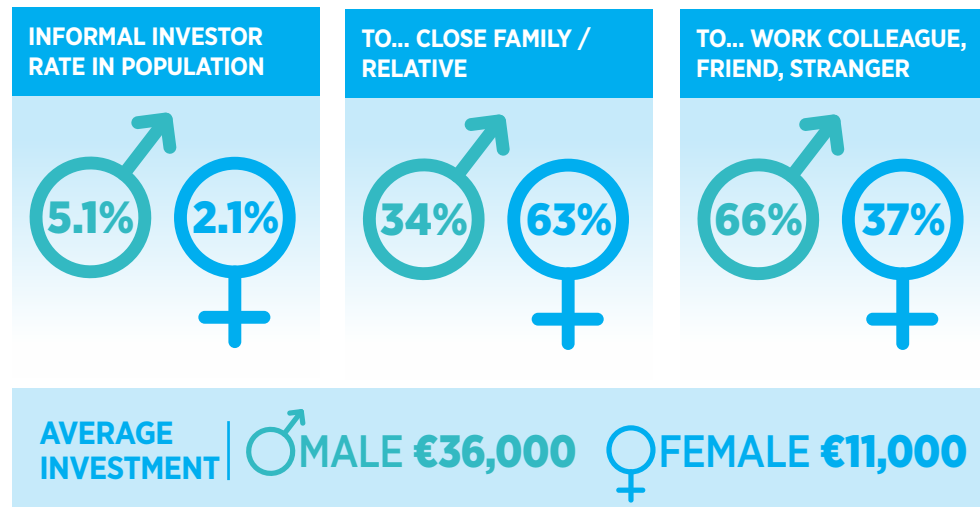 INFORMAL INVESTOR
RATE IN POPULATION
5.1%
2.1%
TO... CLOSE FAMILY /
RELATIVE
34%
63%
TO... WORK COLLEAGUE,
FRIEND, STRANGER
66%
37%
AVERAGE
INVESTMENT
MALE €36,000
FEMALE €11,000